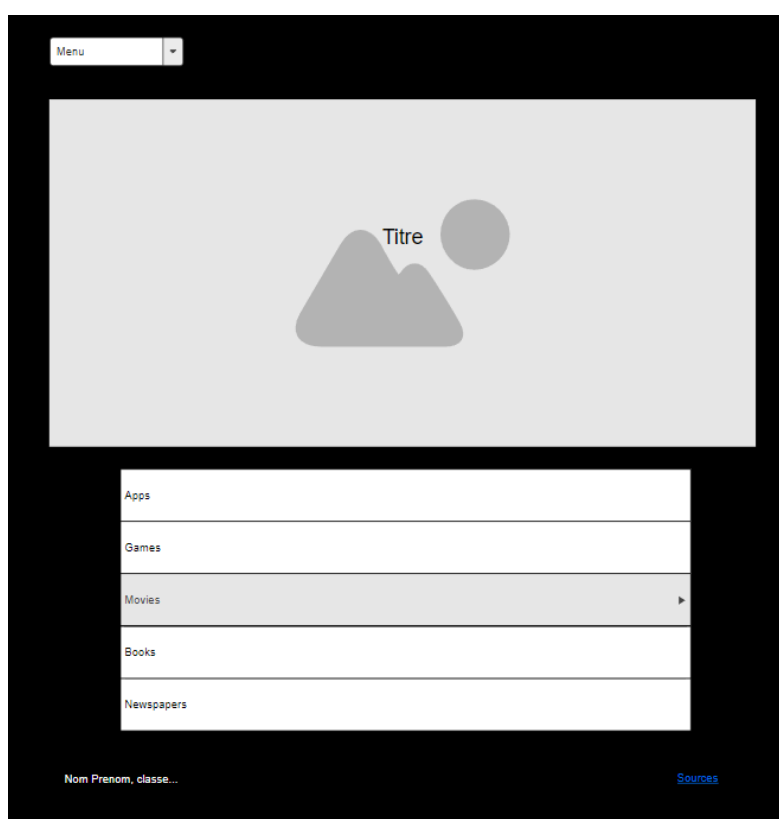 Menu
Titre
Apps
Games
Movies
Books
Newspapers
Nom Prenom, classe...
Sources